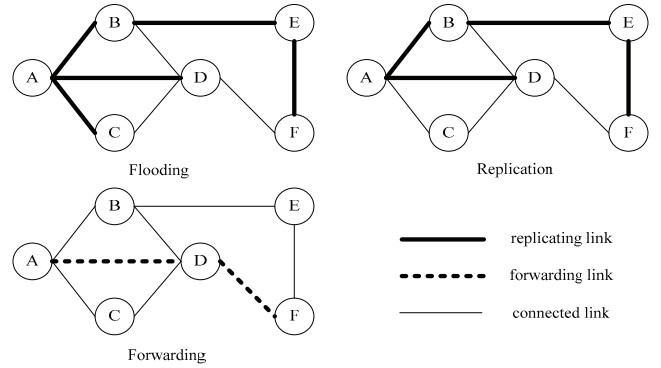 B
E
A
D
C
F
Flooding
B
E
A
D
C
F
Replication
B
E
A
D
C
F
Forwarding
replicating link
forwarding link
connected link